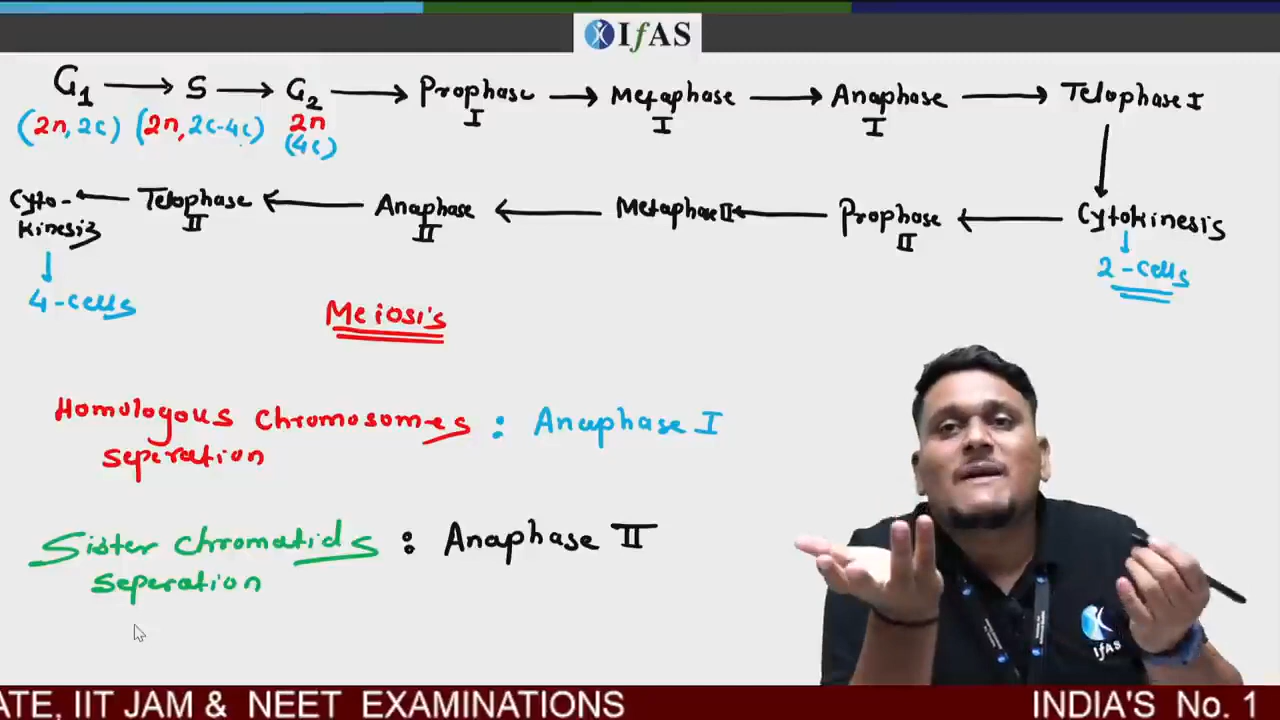 IfAS
G1 → S → G2 → Prophase I → Metaphase I → Anaphase I → Telophase I
(2n, 2c) (2n, 2c-4c) 2n (4c)
Cyto-kinesis ← Telophase II ← Anaphase II ← Metaphase II ← Prophase II ← Cytokinesis
4-cells
2-cells
Meiosis
Homologous chromosomes : Anaphase I
seperation
Sister chromatids : Anaphase II
seperation
IfAS
ATE, IIT JAM & NEET EXAMINATIONS
INDIA'S No. 1